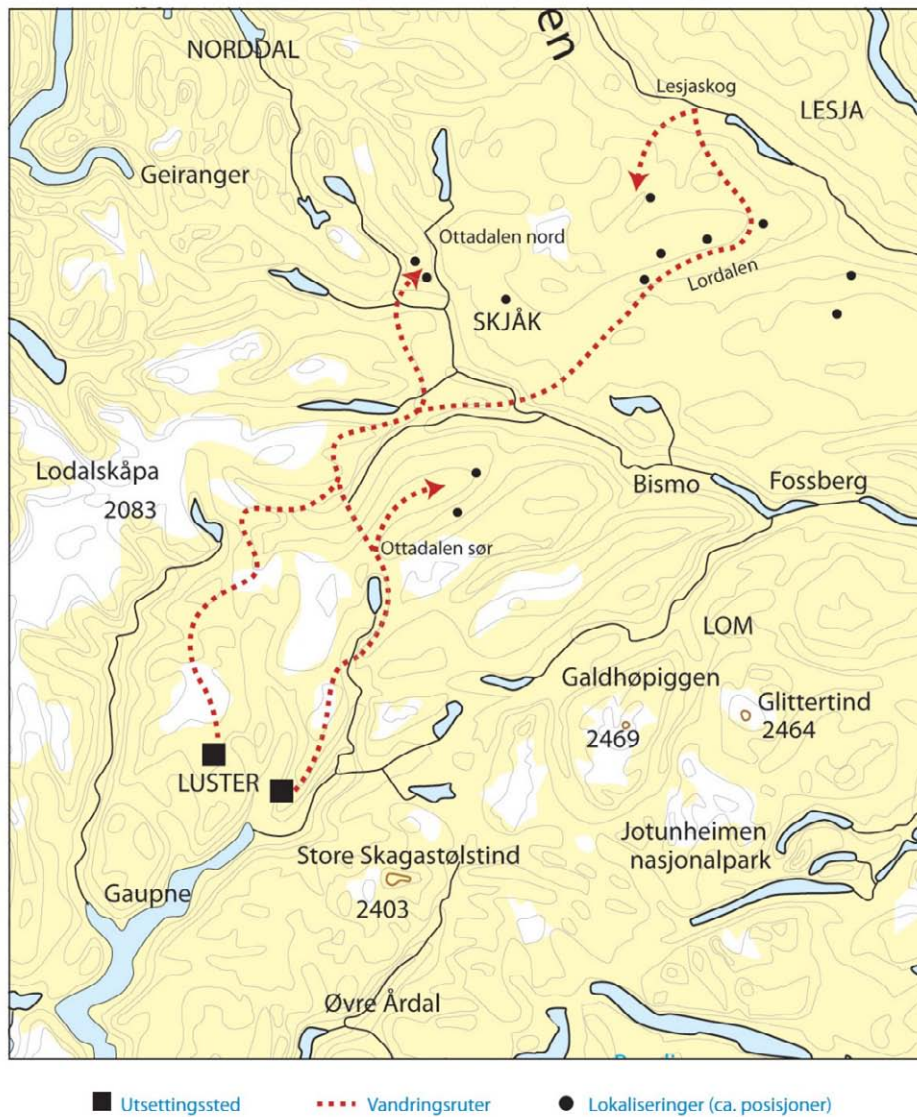 en
NORDDAL
Lesjaskog
LESJA
Geiranger
Ottadalen nord
Lordalen
SKJÅK
Lodalskåpa
2083
Bismo
Fossberg
Ottadalen sør
LOM
Galdhøpiggen
2469
Glittertind
2464
LUSTER
Jotunheimen
nasjonalpark
Store Skagastølstind
2403
Gaupne
Øvre Årdal
Utsettingssted
Vandringsruter
Lokaliseringer (ca. posisjoner)